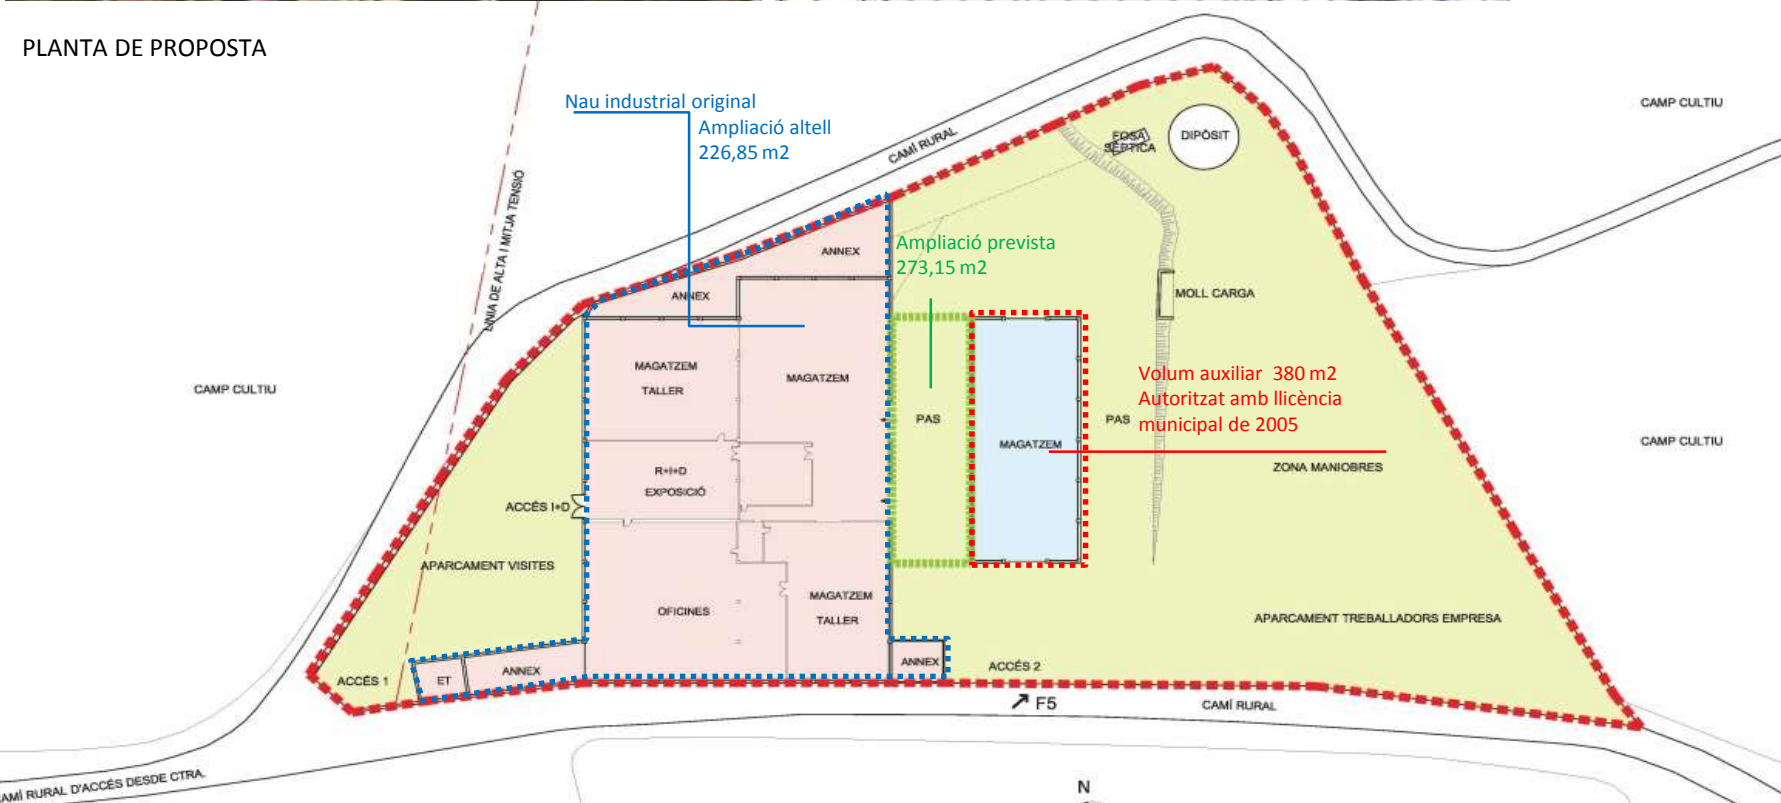 PLANTA DE PROPOSTA
Nau industrial original
Ampliació altell
226,85 m2
CAMP CULTIU
CAMÍ RURAL
FOSA
SÈPTICA
DIPÒSIT
LINIA DE ALTA I MITJA TENSIÓ
ANNEX
Ampliació prevista
273,15 m2
ANNEX
MOLL CARGA
MAGATZEM
TALLER
MAGATZEM
Volum auxiliar 380 m2
Autoritzat amb llicència
municipal de 2005
CAMP CULTIU
PAS
PAS
MAGATZEM
CAMP CULTIU
R+I+D
EXPOSICIÓ
ZONA MANIOBRES
ACCÉS I+D
APARCAMENT VISITES
OFICINES
MAGATZEM
TALLER
APARCAMENT TREBALLADORS EMPRESA
ACCÉS 1
ET
ANNEX
ANNEX
ACCÉS 2
F5
CAMÍ RURAL
CAMÍ RURAL D'ACCÉS DESDE CTRA.
N